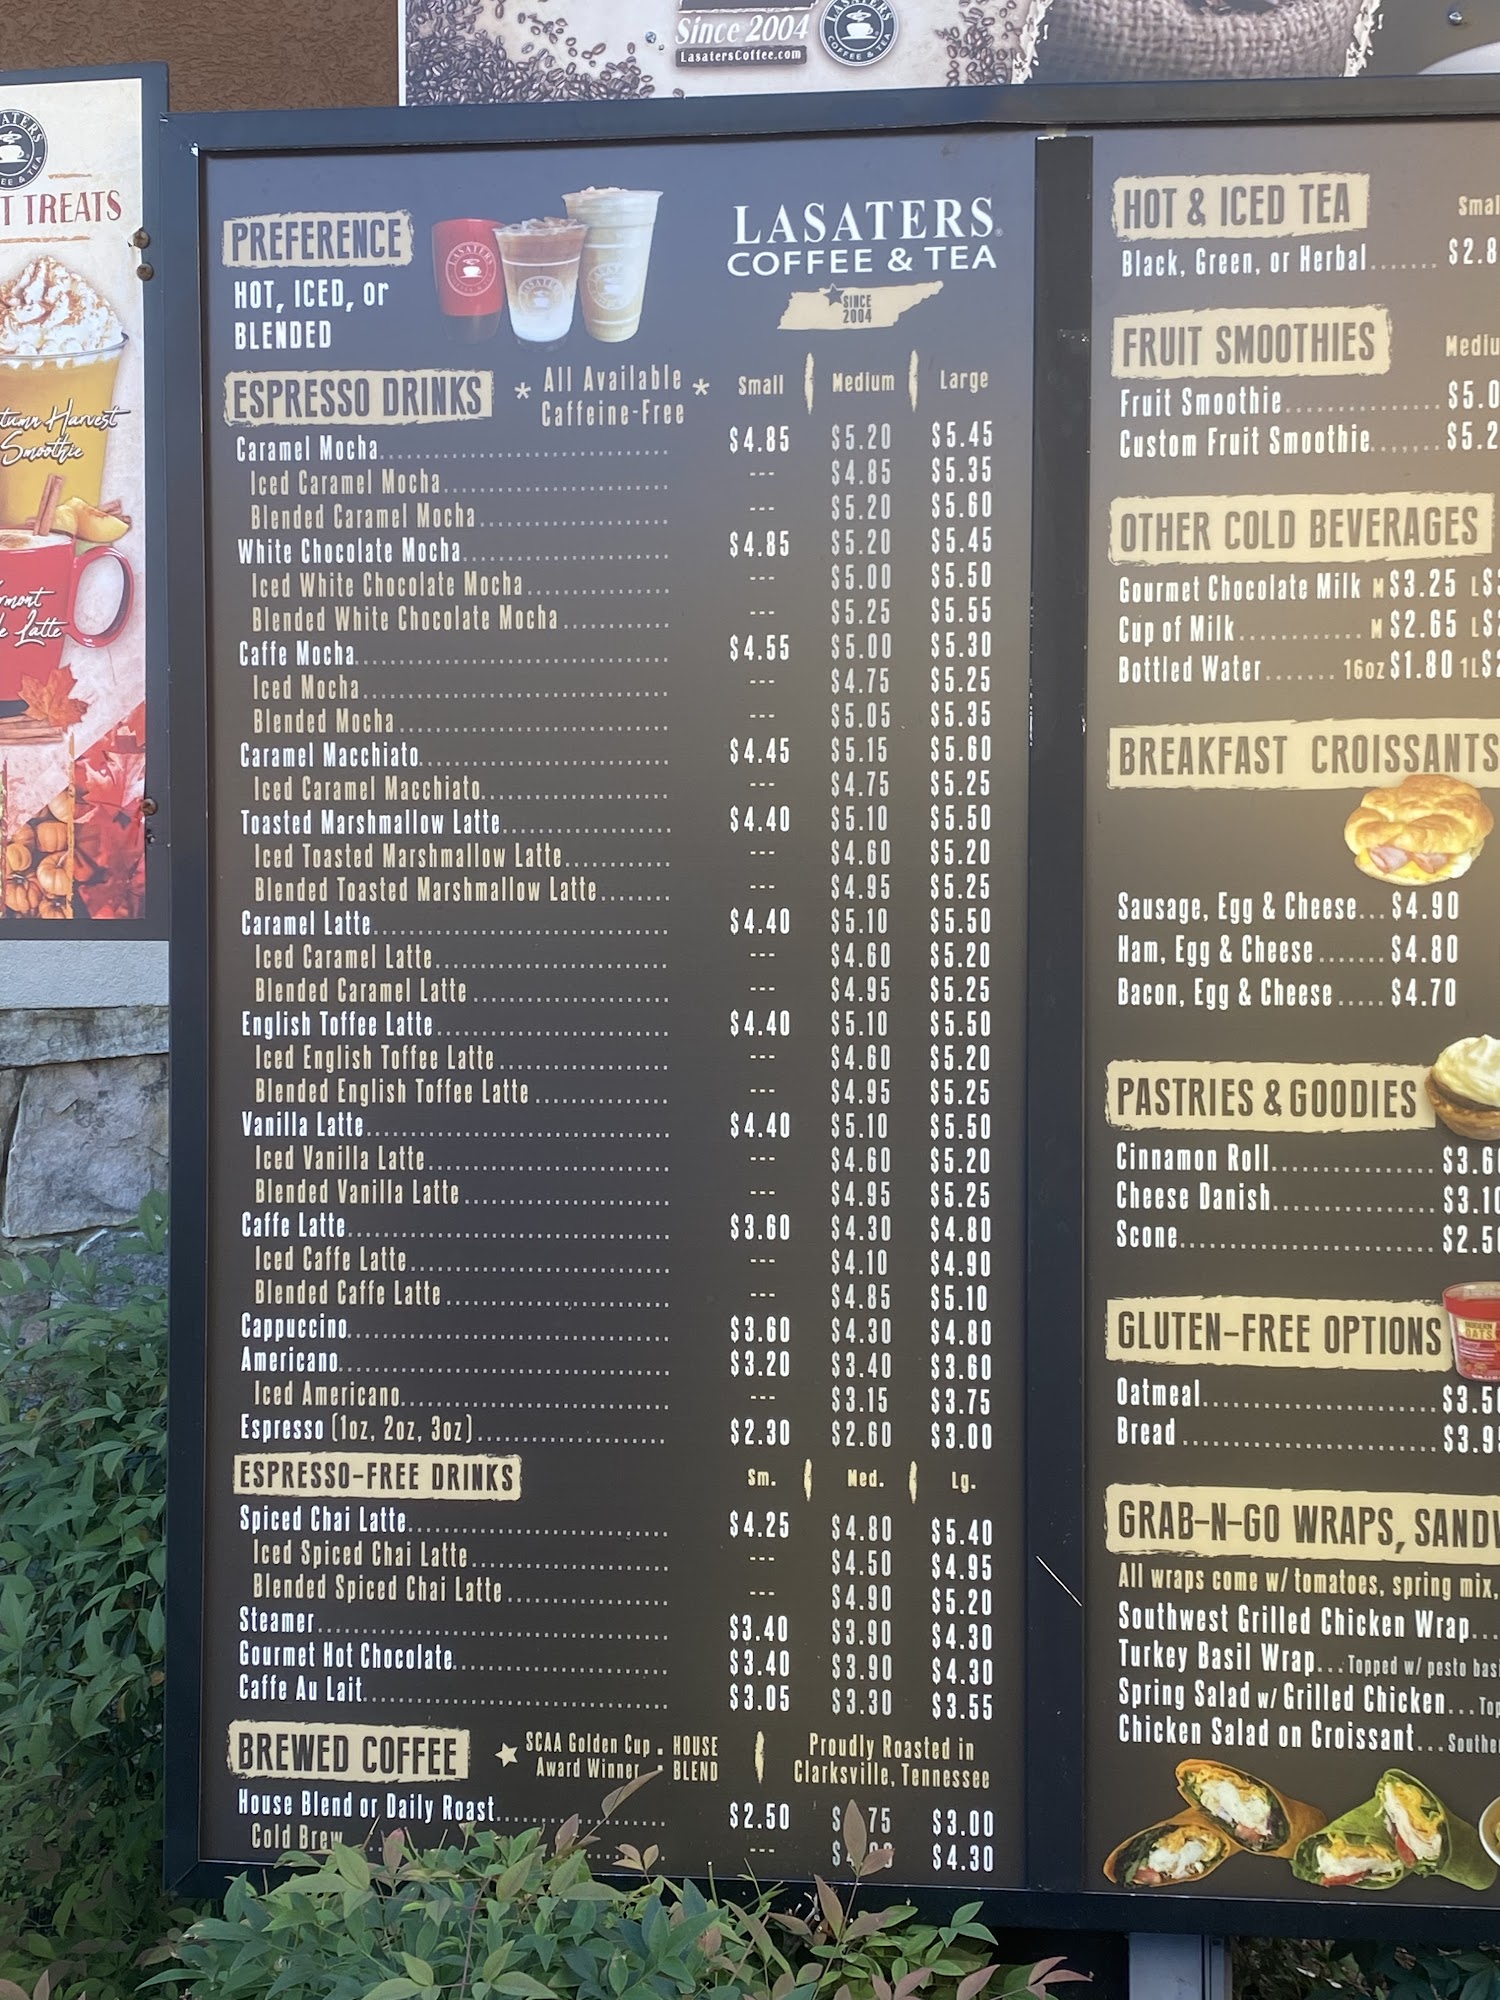 Since 2004
LasatersCoffee.com
LASATERS
COFFEE & TEA
TREATS
Harvest
Smoothie
Latte
PREFERENCE
HOT, ICED, or
BLENDED
LASATERS
COFFEE & TEA
SINCE
2004
ESPRESSO DRINKS * All Available Caffeine-Free * Small Medium Large
Caramel Mocha $4.85 $5.20 $5.45
Iced Caramel Mocha --- $4.85 $5.35
Blended Caramel Mocha --- $5.20 $5.60
White Chocolate Mocha $4.85 $5.20 $5.45
Iced White Chocolate Mocha --- $5.00 $5.50
Blended White Chocolate Mocha --- $5.25 $5.55
Caffe Mocha $4.55 $5.00 $5.30
Iced Mocha --- $4.75 $5.25
Blended Mocha --- $5.05 $5.35
Caramel Macchiato $4.45 $5.15 $5.60
Iced Caramel Macchiato --- $4.75 $5.25
Toasted Marshmallow Latte $4.40 $5.10 $5.50
Iced Toasted Marshmallow Latte --- $4.60 $5.20
Blended Toasted Marshmallow Latte --- $4.95 $5.25
Caramel Latte $4.40 $5.10 $5.50
Iced Caramel Latte --- $4.60 $5.20
Blended Caramel Latte --- $4.95 $5.25
English Toffee Latte $4.40 $5.10 $5.50
Iced English Toffee Latte --- $4.60 $5.20
Blended English Toffee Latte --- $4.95 $5.25
Vanilla Latte $4.40 $5.10 $5.50
Iced Vanilla Latte --- $4.60 $5.20
Blended Vanilla Latte --- $4.95 $5.25
Caffe Latte $3.60 $4.30 $4.80
Iced Caffe Latte --- $4.10 $4.90
Blended Caffe Latte --- $4.85 $5.10
Cappuccino $3.60 $4.30 $4.80
Americano $3.20 $3.40 $3.60
Iced Americano --- $3.15 $3.75
Espresso (1oz, 2oz, 3oz) $2.30 $2.60 $3.00
ESPRESSO-FREE DRINKS Sm. Med. Lg.
Spiced Chai Latte $4.25 $4.80 $5.40
Iced Spiced Chai Latte --- $4.50 $4.95
Blended Spiced Chai Latte --- $4.90 $5.20
Steamer $3.40 $3.90 $4.30
Gourmet Hot Chocolate $3.40 $3.90 $4.30
Caffe Au Lait $3.05 $3.30 $3.55
BREWED COFFEE
SCAA Golden Cup HOUSE
Award Winner BLEND
Proudly Roasted in
Clarksville, Tennessee
House Blend or Daily Roast $2.50 $ 75 $3.00
Cold Brew --- $4.30
HOT & ICED TEA
Black, Green, or Herbal
FRUIT SMOOTHIES
Fruit Smoothie
Custom Fruit Smoothie
OTHER COLD BEVERAGES
Gourmet Chocolate Milk M $3.25 L
Cup of Milk M $2.65 L
Bottled Water 16oz $1.80 1L
BREAKFAST CROISSANTS
Sausage, Egg & Cheese... $4.90
Ham, Egg & Cheese....... $4.80
Bacon, Egg & Cheese..... $4.70
PASTRIES & GOODIES
Cinnamon Roll
Cheese Danish
Scone
GLUTEN-FREE OPTIONS
Oatmeal
Bread
GRAB-N-GO WRAPS,
All wraps come w/ tomatoes, spring mix,
Southwest Grilled Chicken Wrap...
Turkey Basil Wrap...Topped w/ pesto
Spring Salad w/ Grilled Chicken...
Chicken Salad on Croissant...